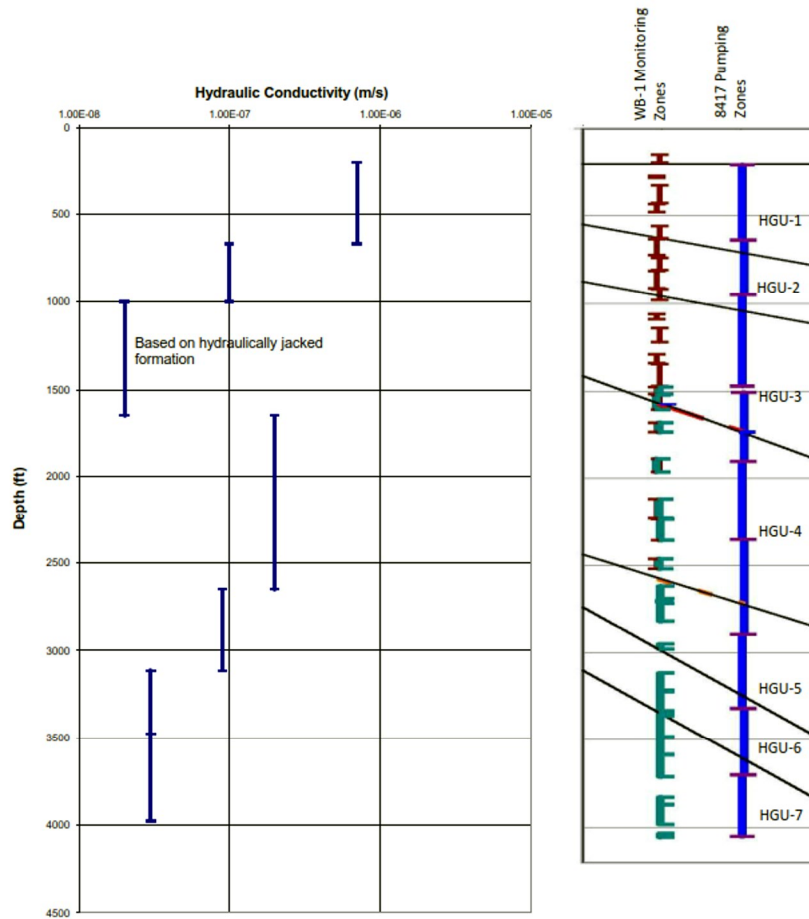 Hydraulic Conductivity (m/s)
1.00E-08
1.00E-07
1.00E-06
1.00E-05
Depth (ft)
0
500
1000
1500
2000
2500
3000
3500
4000
4500
Based on hydraulically jacked
formation
WB-1 Monitoring
Zones
8417 Pumping
Zones
HGU-1
HGU-2
HGU-3
HGU-4
HGU-5
HGU-6
HGU-7